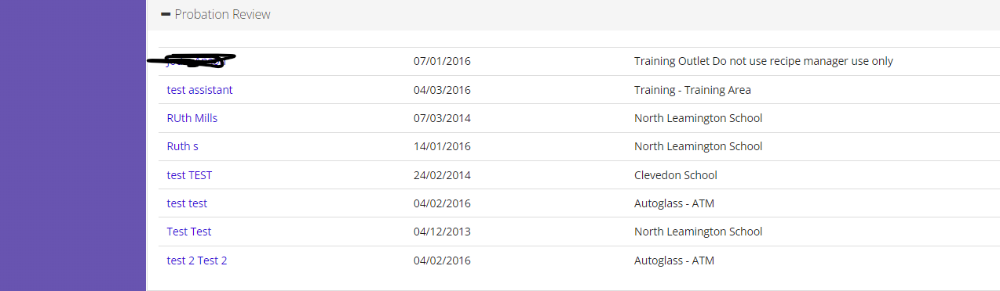 Probation Review
07/01/2016 Training Outlet Do not use recipe manager use only
test assistant 04/03/2016 Training - Training Area
RUth Mills 07/03/2014 North Leamington School
Ruth s 14/01/2016 North Leamington School
test TEST 24/02/2014 Clevedon School
test test 04/02/2016 Autoglass - ATM
Test Test 04/12/2013 North Leamington School
test 2 Test 2 04/02/2016 Autoglass - ATM